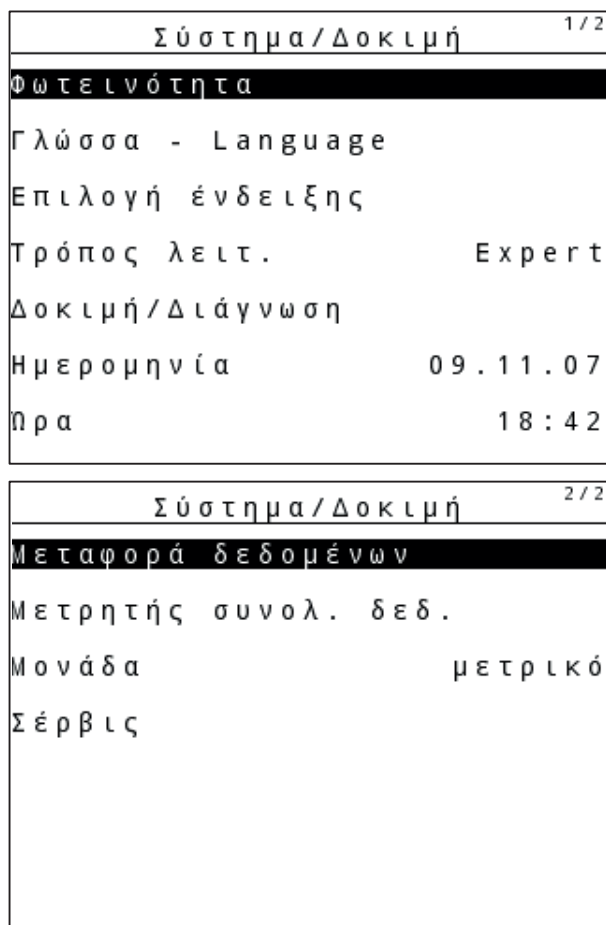 Σύστημα/Δοκιμή 1/2
Φωτεινότητα
Γλώσσα - Language
Επιλογή ένδειξης
Τρόπος λειτ. Expert
Δοκιμή/Διάγνωση
Ημερομηνία 09.11.07
Ώρα 18:42
Σύστημα/Δοκιμή 2/2
Μεταφορά δεδομένων
Μετρητής συνολ. δεδ.
Μονάδα μετρικό
Σέρβις